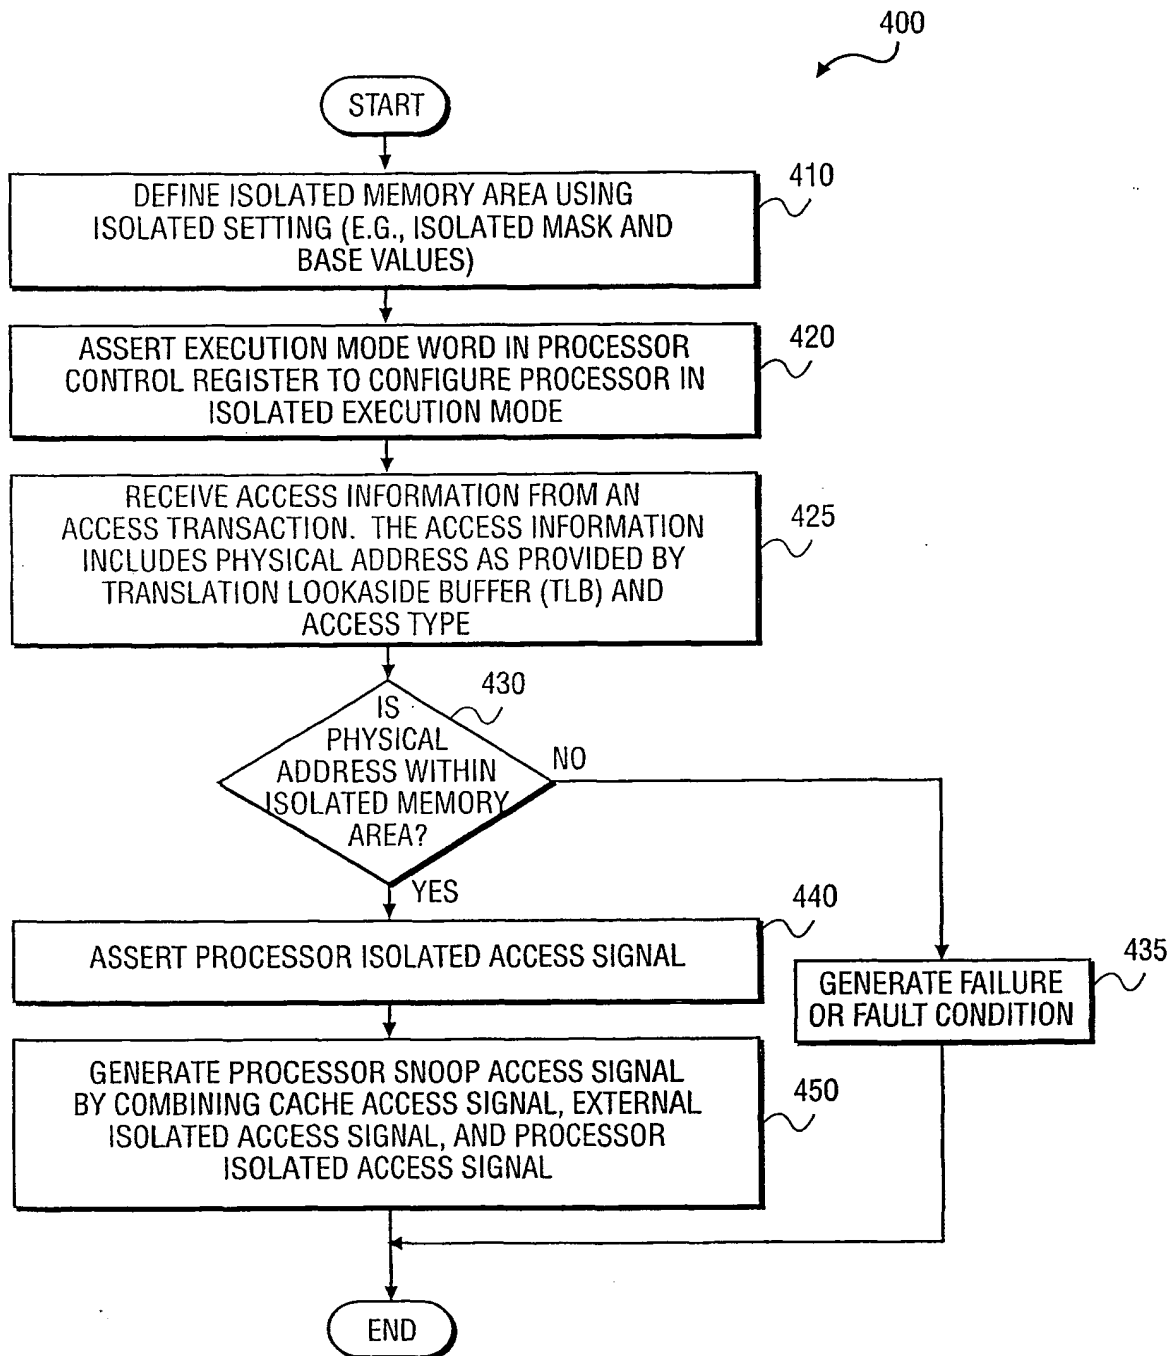 400
START
DEFINE ISOLATED MEMORY AREA USING
ISOLATED SETTING (E.G., ISOLATED MASK AND
BASE VALUES)
410
ASSERT EXECUTION MODE WORD IN PROCESSOR
CONTROL REGISTER TO CONFIGURE PROCESSOR IN
ISOLATED EXECUTION MODE
420
RECEIVE ACCESS INFORMATION FROM AN
ACCESS TRANSACTION. THE ACCESS INFORMATION
INCLUDES PHYSICAL ADDRESS AS PROVIDED BY
TRANSLATION LOOKASIDE BUFFER (TLB) AND
ACCESS TYPE
425
IS
PHYSICAL
ADDRESS WITHIN
ISOLATED MEMORY
AREA?
430
NO
YES
ASSERT PROCESSOR ISOLATED ACCESS SIGNAL
440
GENERATE FAILURE
OR FAULT CONDITION
435
GENERATE PROCESSOR SNOOP ACCESS SIGNAL
BY COMBINING CACHE ACCESS SIGNAL, EXTERNAL
ISOLATED ACCESS SIGNAL, AND PROCESSOR
ISOLATED ACCESS SIGNAL
450
END